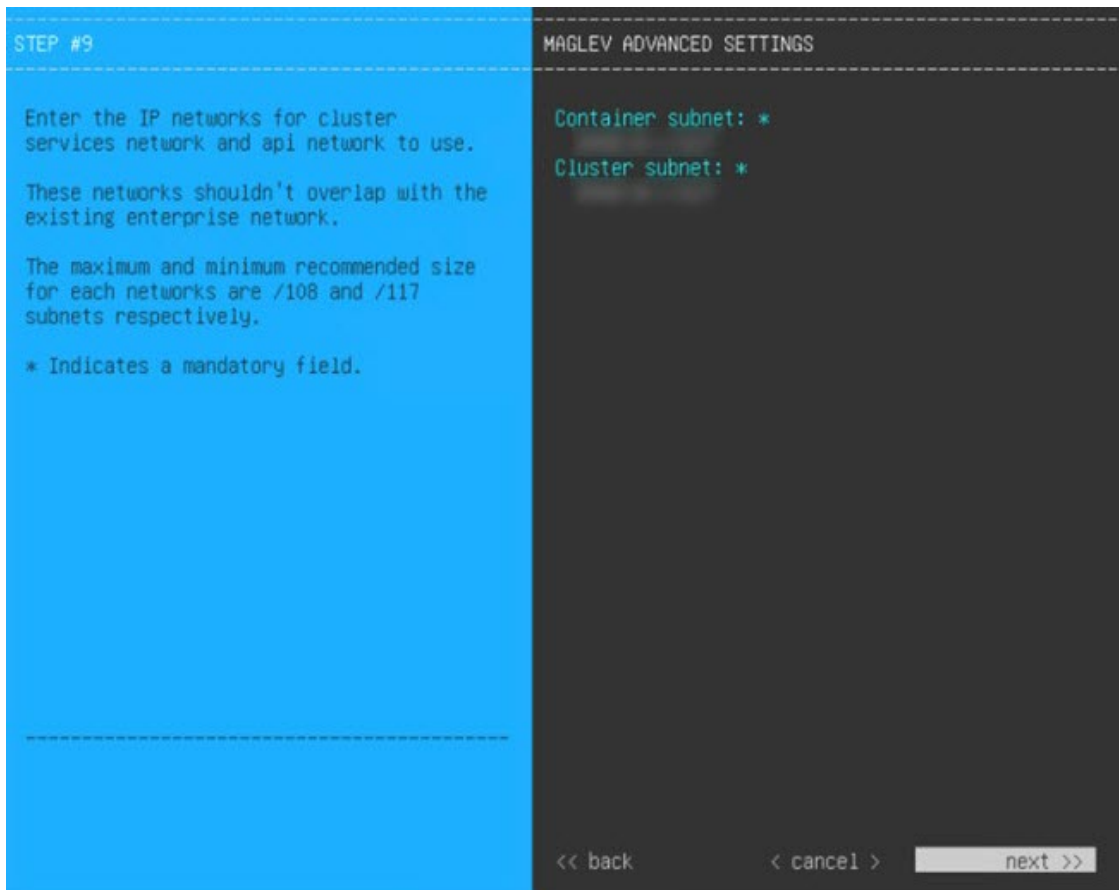 STEP #9
Enter the IP networks for cluster
services network and api network to use.
These networks shouldn't overlap with the
existing enterprise network.
The maximum and minimum recommended size
for each networks are /108 and /117
subnets respectively.
* Indicates a mandatory field.
MAGLEV ADVANCED SETTINGS
Container subnet: *
Cluster subnet: *
<< back < cancel > next >>